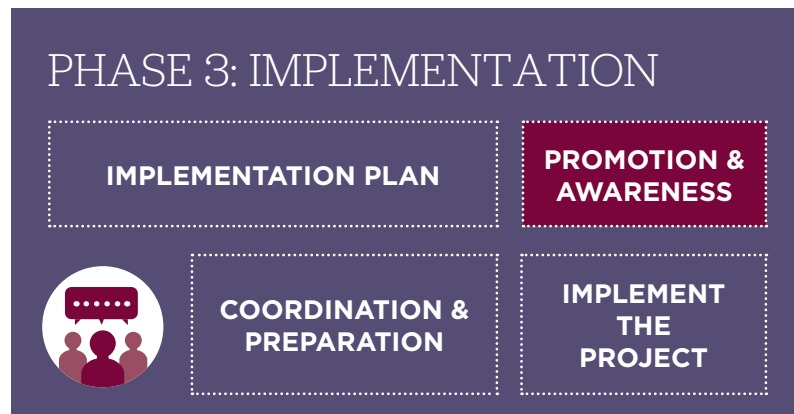 PHASE 3: IMPLEMENTATION
IMPLEMENTATION PLAN
PROMOTION &
AWARENESS
COORDINATION &
PREPARATION
IMPLEMENT
THE
PROJECT